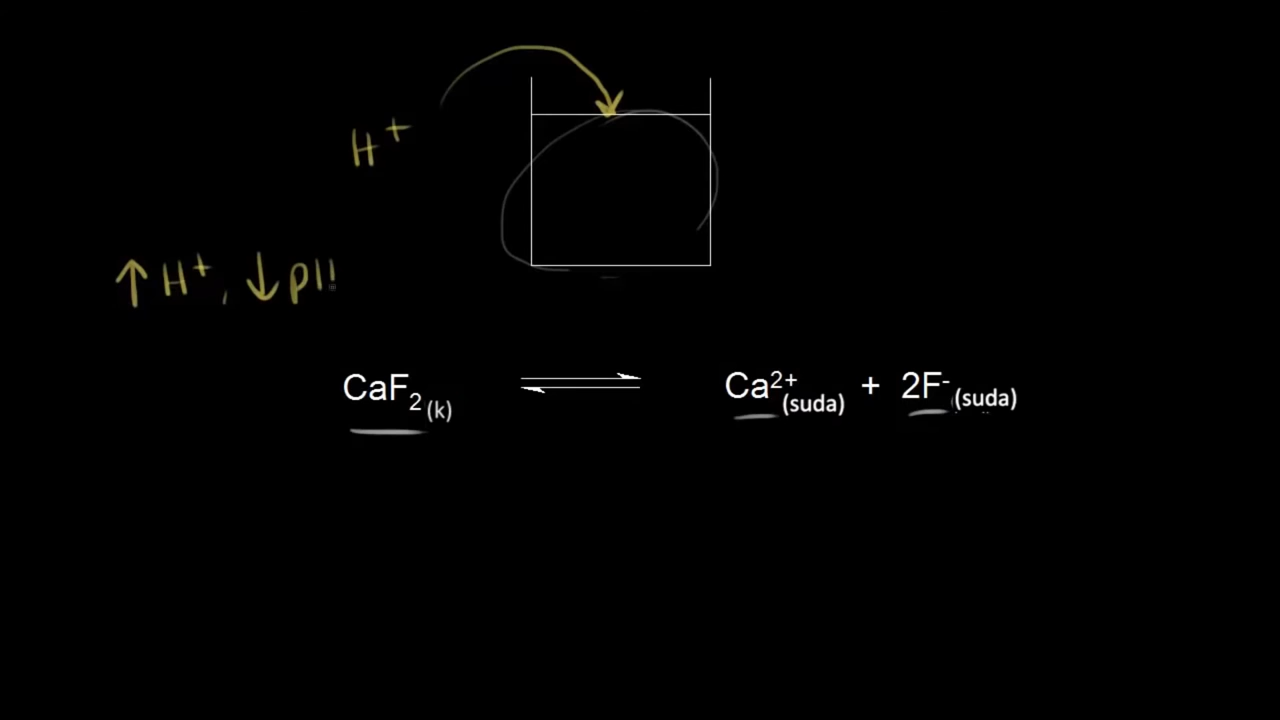 H⁺
↑ H⁺, ↓ pH
CaF₂(k) ⇌ Ca²⁺(suda) + 2F⁻(suda)